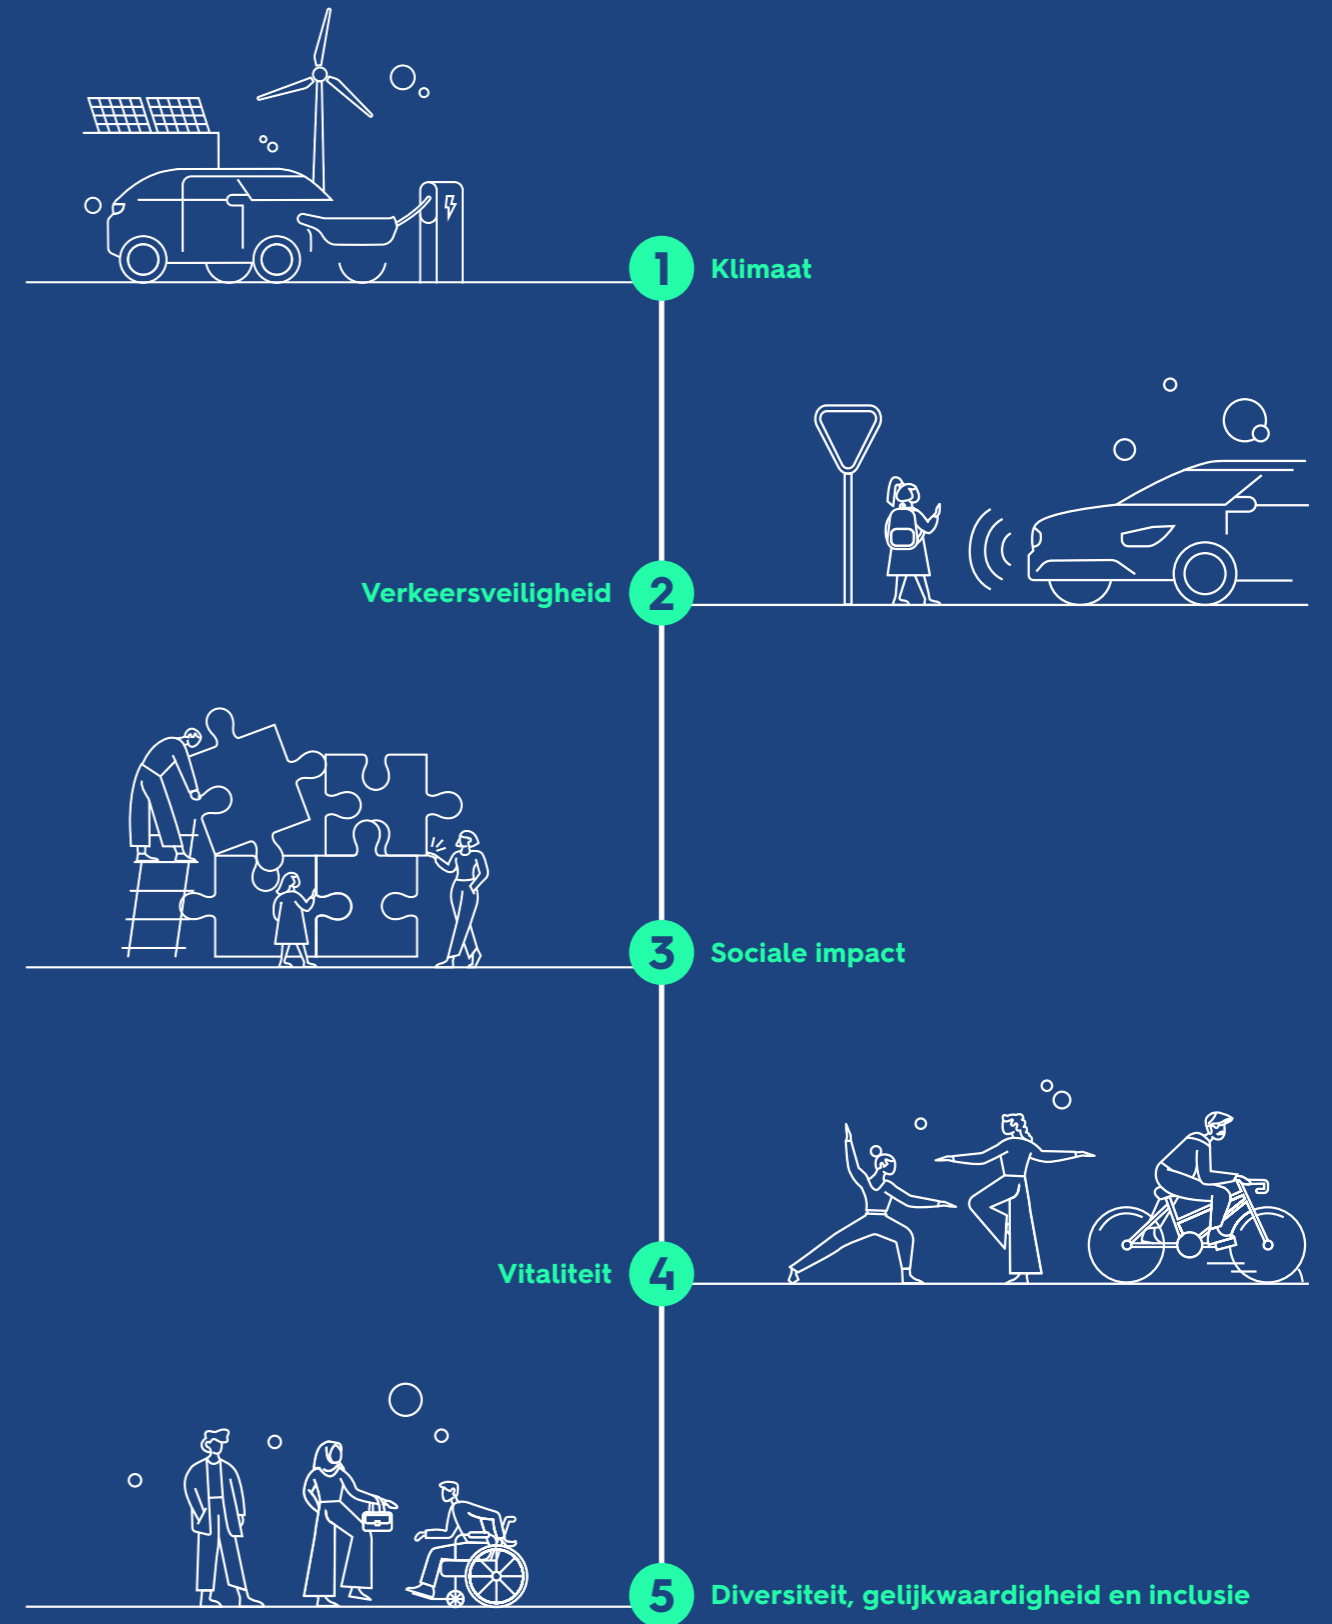 1 Klimaat
Verkeersveiligheid 2
3 Sociale impact
Vitaliteit 4
5 Diversiteit, gelijkwaardigheid en inclusie